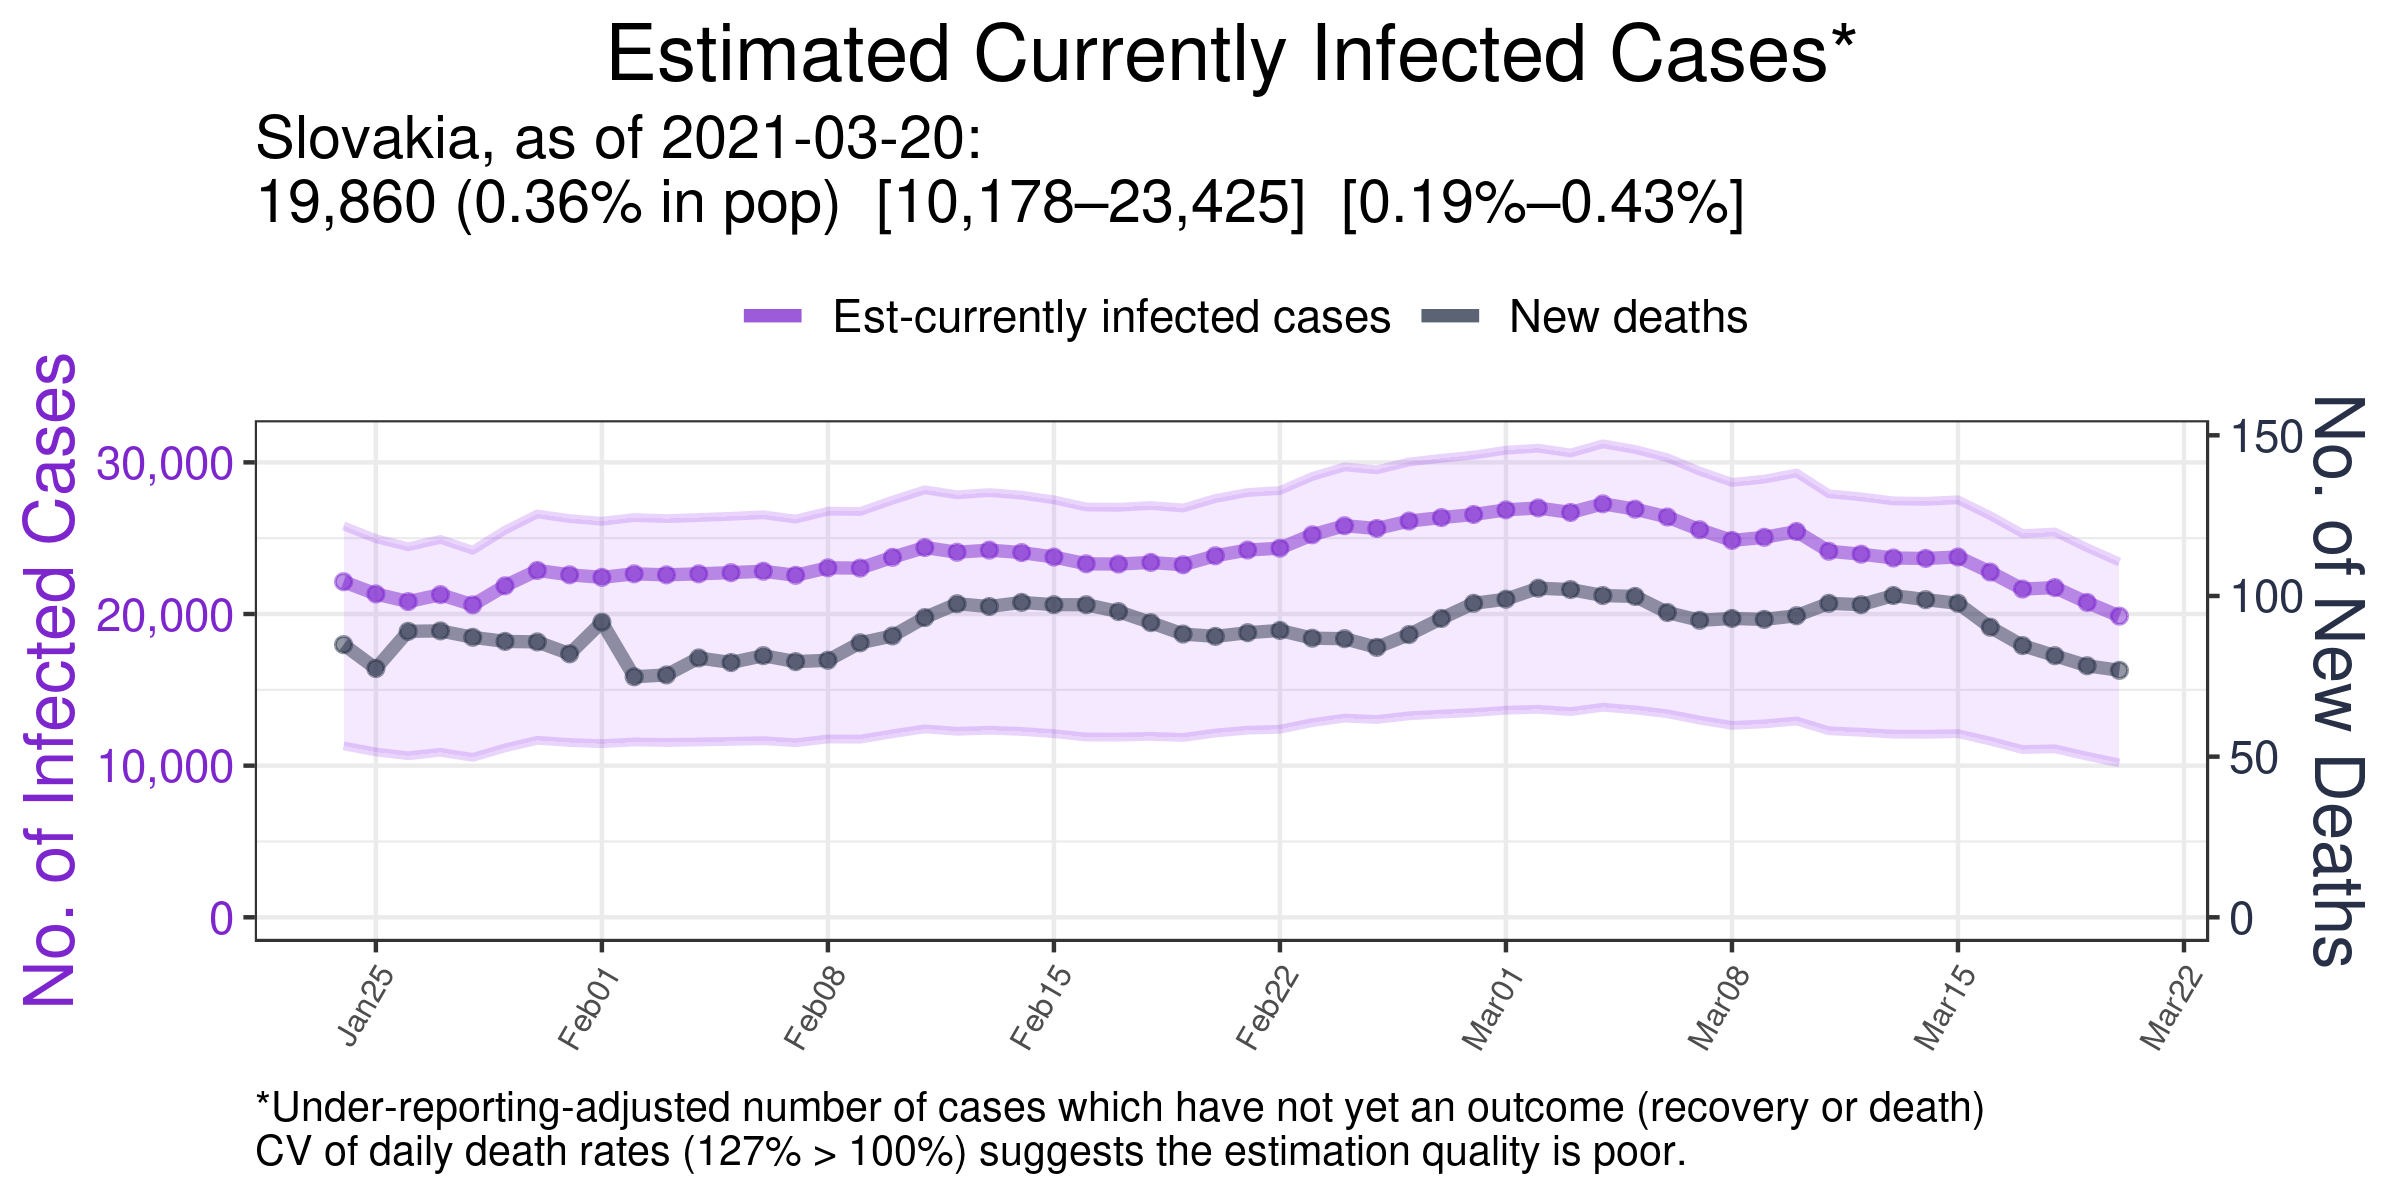 Estimated Currently Infected Cases*
Slovakia, as of 2021-03-20:
19,860 (0.36% in pop)  [10,178–23,425]  [0.19%–0.43%]
Est-currently infected cases
New deaths
No. of Infected Cases
30,000
20,000
10,000
0
150
100
50
0
No. of New Deaths
Jan25
Feb01
Feb08
Feb15
Feb22
Mar01
Mar08
Mar15
Mar22
*Under-reporting-adjusted number of cases which have not yet an outcome (recovery or death)
CV of daily death rates (127% > 100%) suggests the estimation quality is poor.